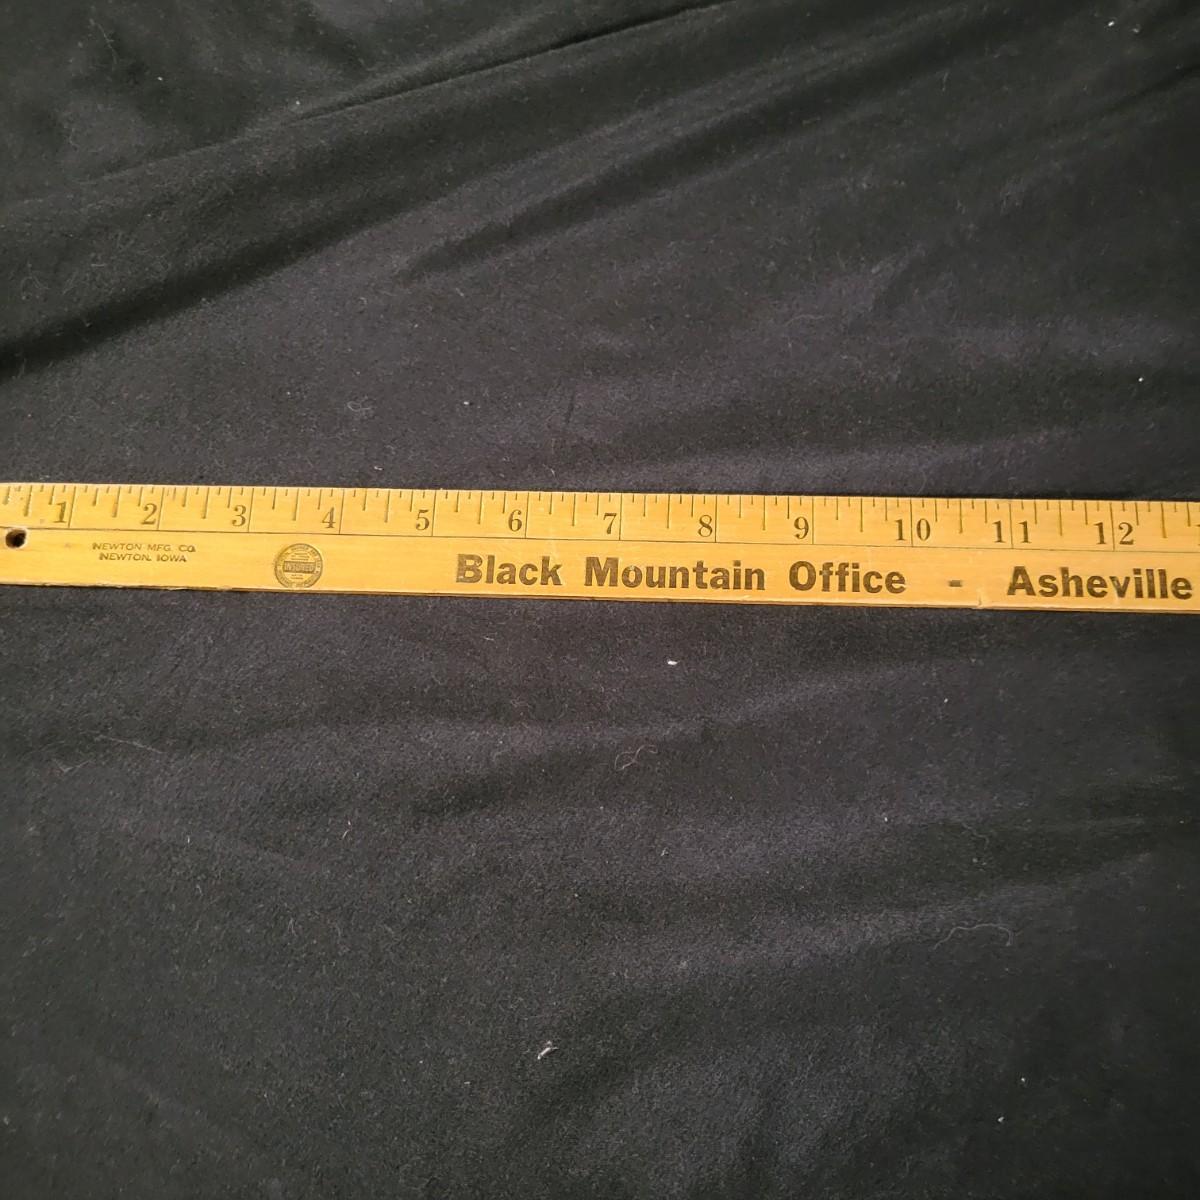 1 2 3 4 5 6 7 8 9 10 11 12
NEWTON MFG. CO.
NEWTON, IOWA
INSURED
Black Mountain Office - Asheville